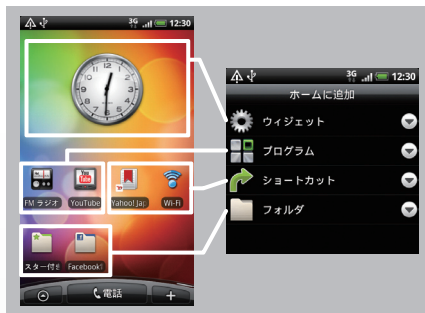 3G 12:30
FM ラジオ YouTube Yahoo! Jap Wi-Fi
スター付き Facebook
電話
3G 12:30
ホームに追加
ウィジェット
プログラム
ショートカット
フォルダ